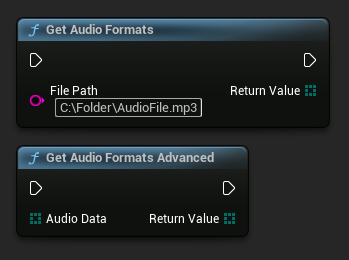 Get Audio Formats
File Path
Return Value
C:\Folder\AudioFile.mp3
Get Audio Formats Advanced
Audio Data
Return Value